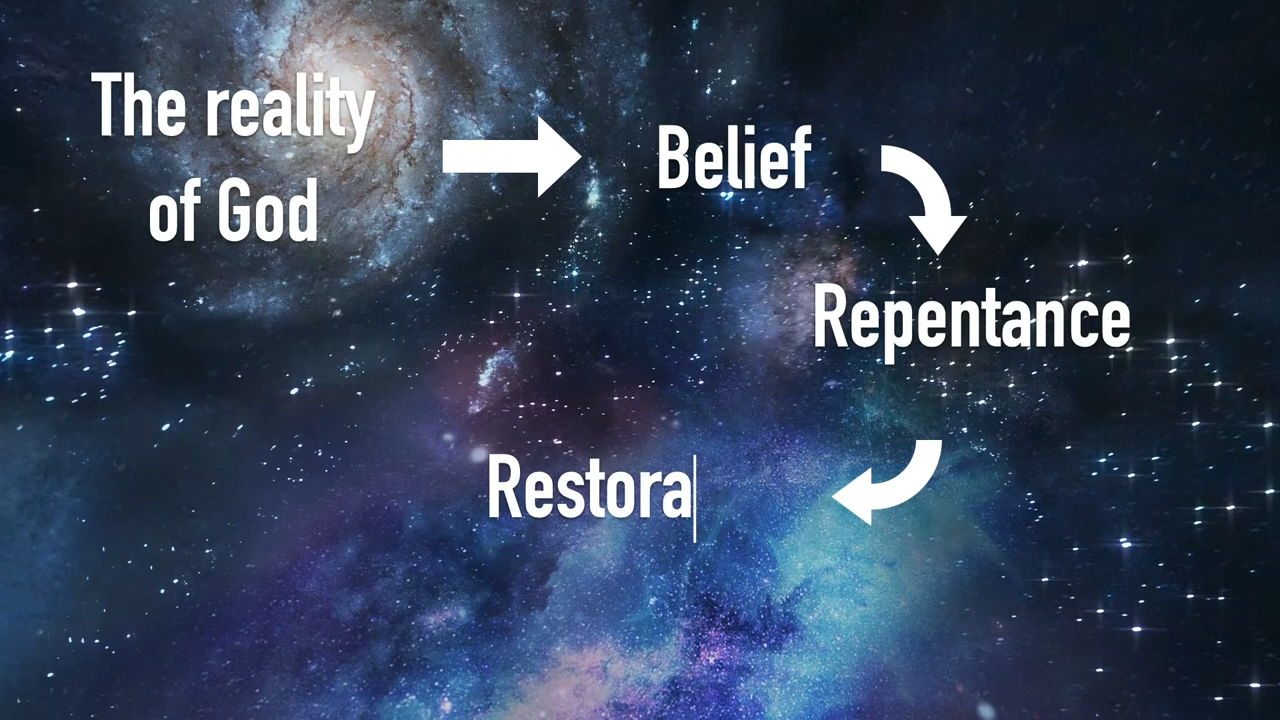 The reality
of God
Belief
Repentance
Restora